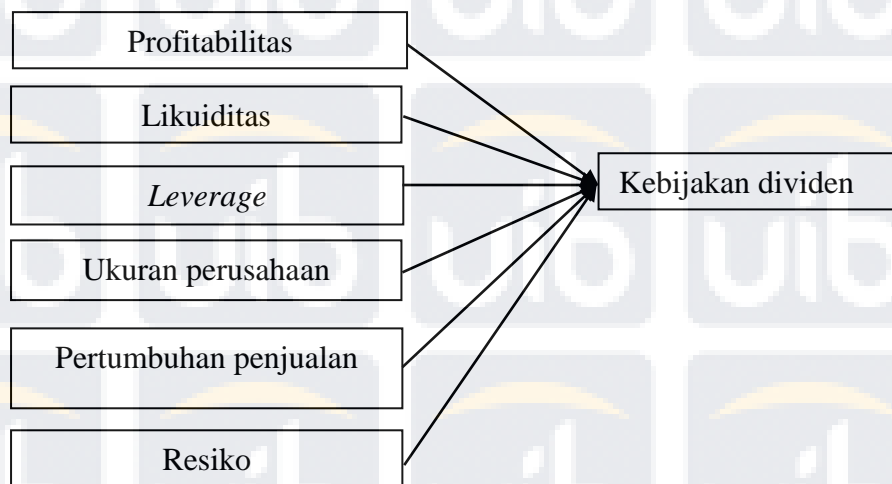 Profitabilitas
Likuiditas
Leverage
Kebijakan dividen
Ukuran perusahaan
Pertumbuhan penjualan
Resiko